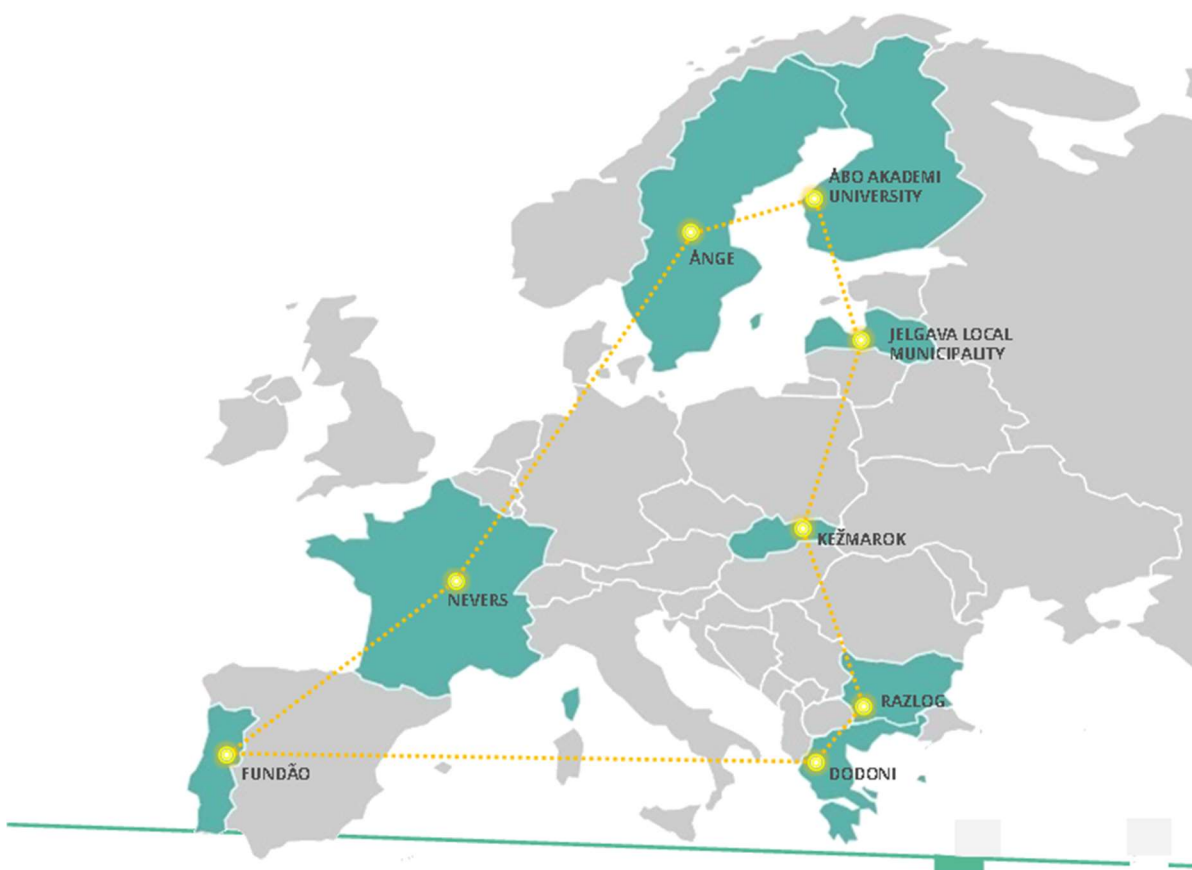 ÅBO AKADEMI
UNIVERSITY
ÅNGE
JELGAVA LOCAL
MUNICIPALITY
KEŽMAROK
NEVERS
RAZLOG
FUNDÃO
DODONI